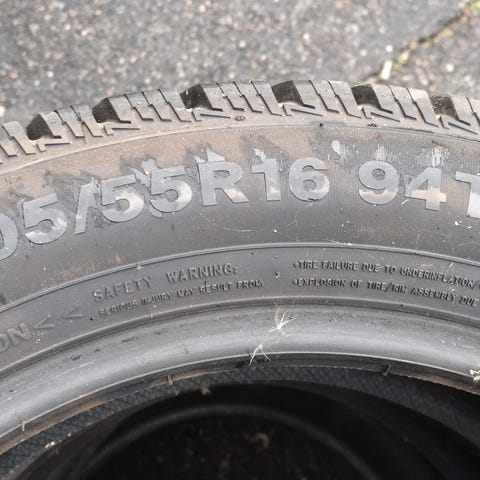 05/55R16 94T
ON << SAFETY WARNING:
SERIOUS INJURY MAY RESULT FROM:
•TIRE FAILURE DUE TO UNDERINFLATION/
•EXPLOSION OF TIRE/RIM ASSEMBLY DUE